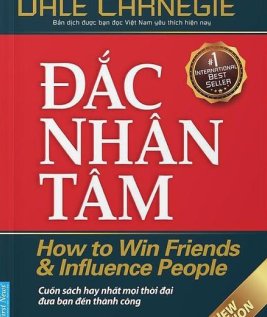 DALE CARNEGIE
Bản dịch được bạn đọc Việt Nam yêu thích hiện nay
#1
INTERNATIONAL
BEST
SELLER
ĐẮC
NHÂN
TÂM
How to Win Friends
& Influence People
Cuốn sách hay nhất mọi thời đại
đưa bạn đến thành công
First News
NEW